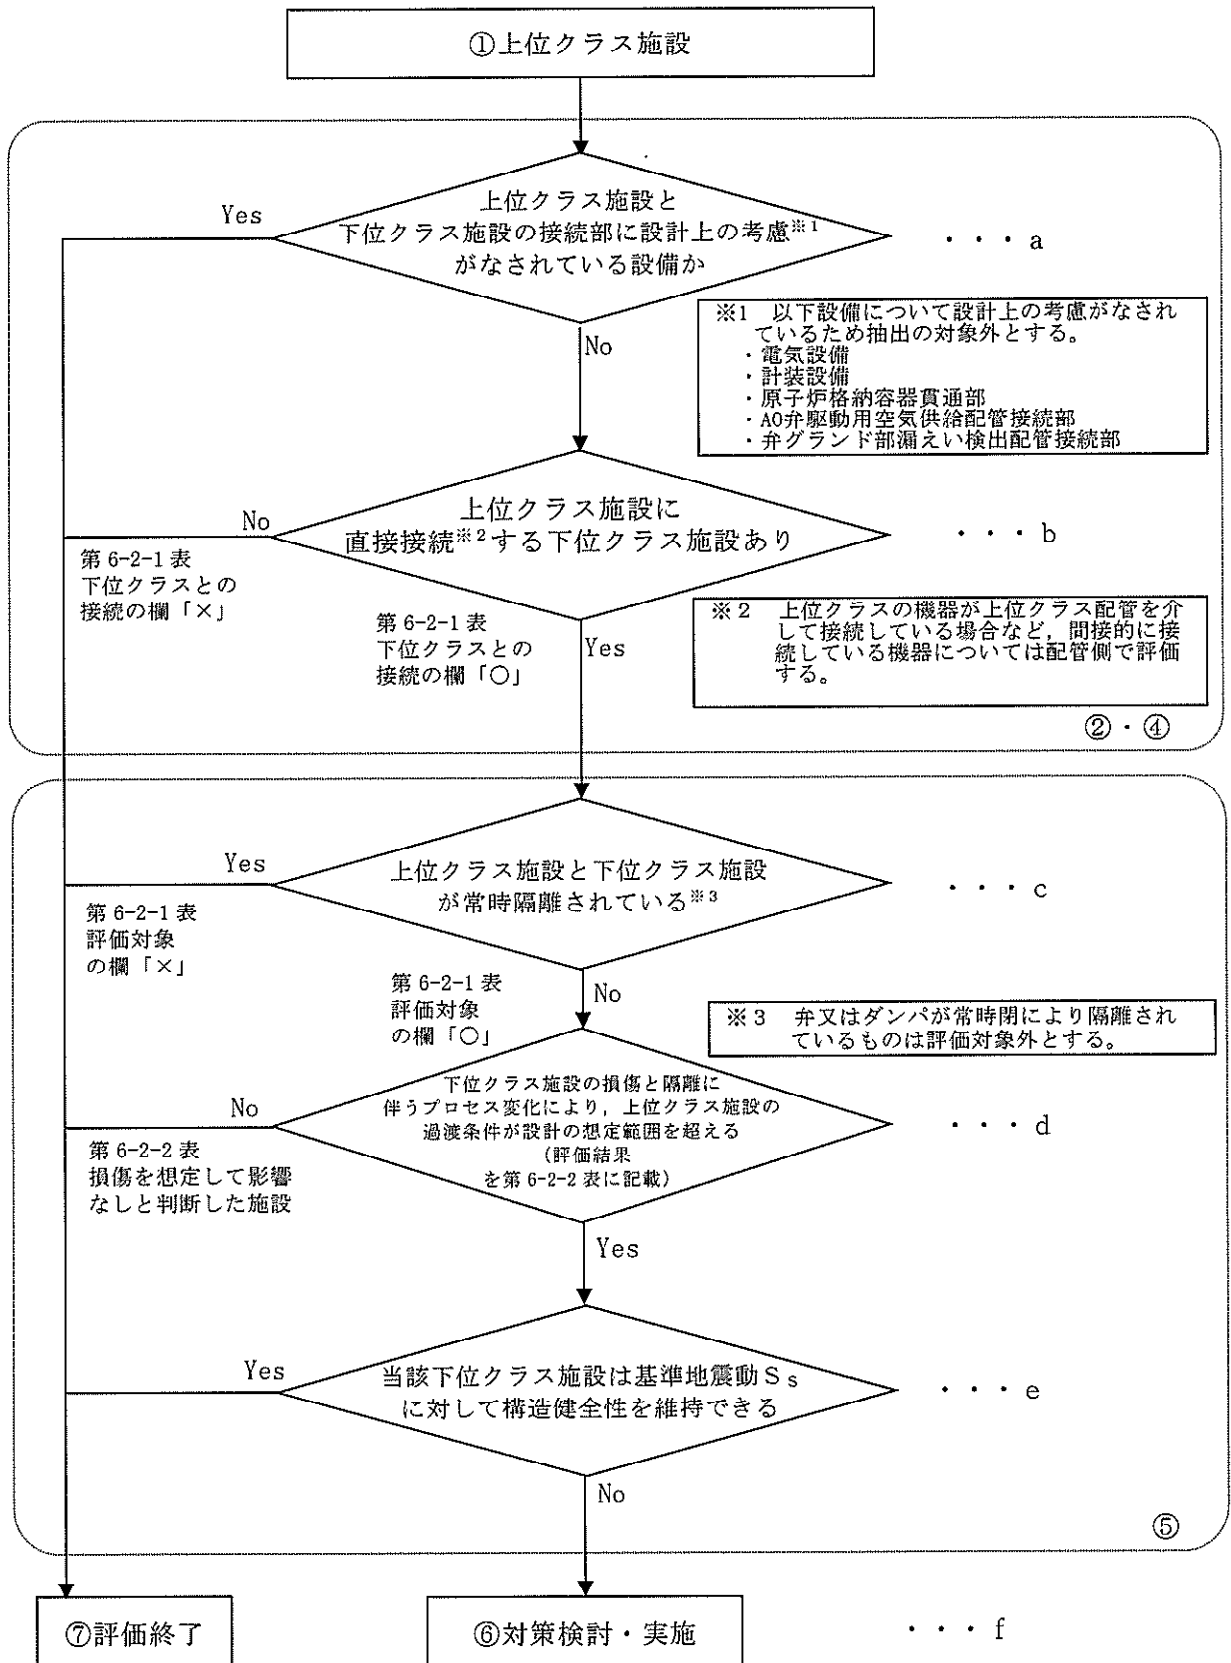 ①上位クラス施設
上位クラス施設と
下位クラス施設の接続部に設計上の考慮※1
がなされている設備か
Yes
・・・a
No
※1 以下設備について設計上の考慮がなされ
ているため抽出の対象外とする。
・電気設備
・計装設備
・原子炉格納容器貫通部
・AO弁駆動用空気供給配管接続部
・弁グランド部漏えい検出配管接続部
上位クラス施設に
直接接続※2する下位クラス施設あり
No
・・・b
第 6-2-1 表
下位クラスとの
接続の欄「×」
第 6-2-1 表
下位クラスとの
接続の欄「○」
Yes
※2 上位クラスの機器が上位クラス配管を介
して接続している場合など，間接的に接
続している機器については配管側で評価
する。
②・④
上位クラス施設と下位クラス施設
が常時隔離されている※3
Yes
・・・c
第 6-2-1 表
評価対象
の欄「×」
第 6-2-1 表
評価対象
の欄「○」
No
※3 弁又はダンパが常時閉により隔離され
ているものは評価対象外とする。
下位クラス施設の損傷と隔離に
伴うプロセス変化により，上位クラス施設の
過渡条件が設計の想定範囲を超える
（評価結果
を第 6-2-2 表に記載）
No
・・・d
第 6-2-2 表
損傷を想定して影響
なしと判断した施設
Yes
当該下位クラス施設は基準地震動Ｓｓ
に対して構造健全性を維持できる
Yes
・・・e
No
⑤
⑦評価終了
⑥対策検討・実施
・・・f